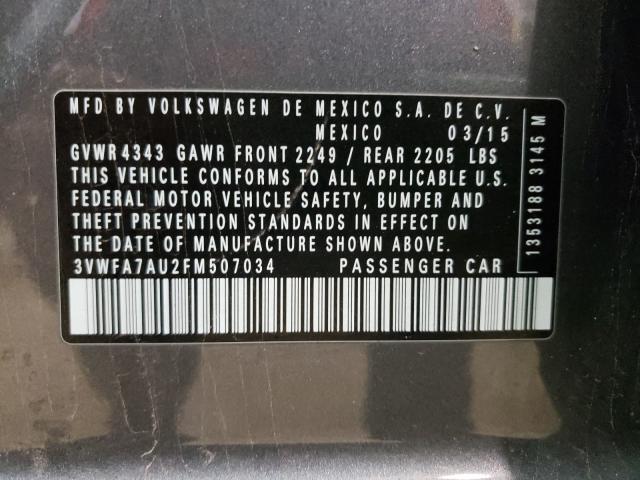 MFD BY VOLKSWAGEN DE MEXICO S.A. DE C.V.
MEXICO 03/15
GVWR 4343 GAWR FRONT 2249 / REAR 2205 LBS
THIS VEHICLE CONFORMS TO ALL APPLICABLE U.S.
FEDERAL MOTOR VEHICLE SAFETY, BUMPER AND
THEFT PREVENTION STANDARDS IN EFFECT ON
THE DATE OF MANUFACTURE SHOWN ABOVE.
3VWFA7AU2FM507034 PASSENGER CAR
1353188 3145 M